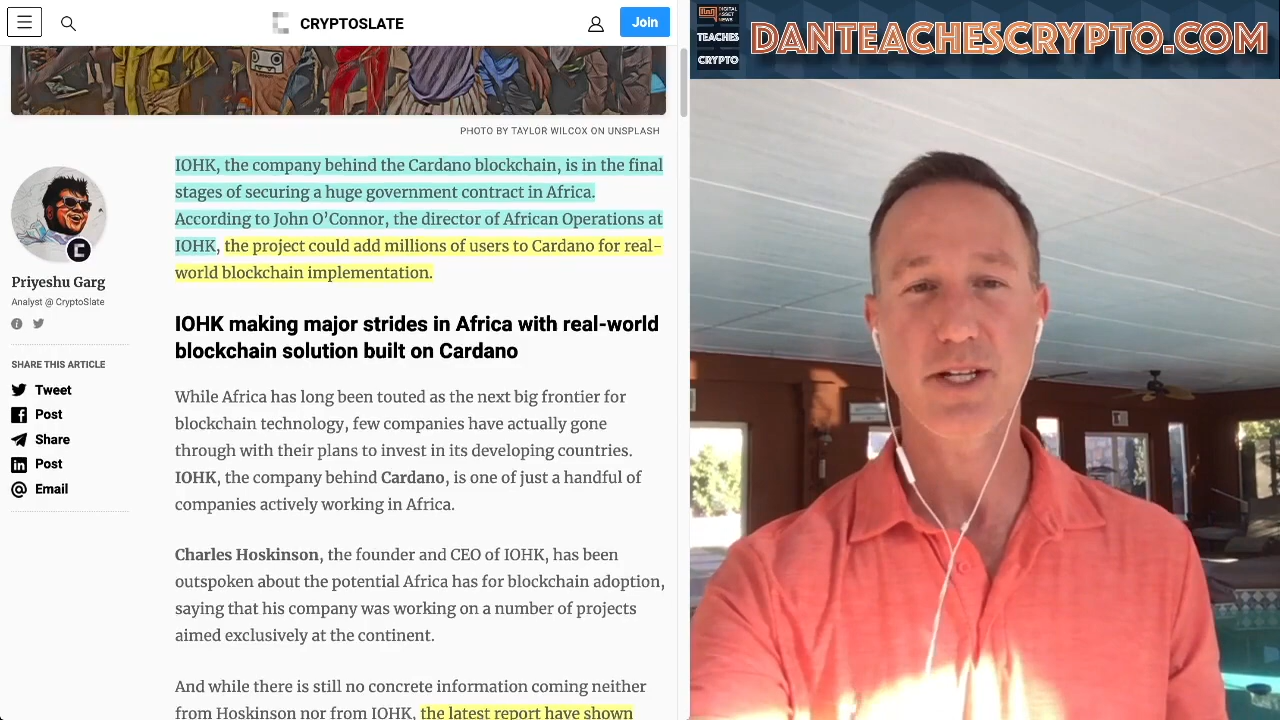 CRYPTOSLATE
Join
DIGITAL
ASSET
NEWS
TEACHES
CRYPTO
DANTEACHESCRYPTO.COM
PHOTO BY TAYLOR WILCOX ON UNSPLASH
IOHK, the company behind the Cardano blockchain, is in the final
stages of securing a huge government contract in Africa.
According to John O’Connor, the director of African Operations at
IOHK, the project could add millions of users to Cardano for real-
world blockchain implementation.
Priyeshu Garg
Analyst @ CryptoSlate
SHARE THIS ARTICLE
Tweet
Post
Share
Post
Email
IOHK making major strides in Africa with real-world
blockchain solution built on Cardano
While Africa has long been touted as the next big frontier for
blockchain technology, few companies have actually gone
through with their plans to invest in its developing countries.
IOHK, the company behind Cardano, is one of just a handful of
companies actively working in Africa.
Charles Hoskinson, the founder and CEO of IOHK, has been
outspoken about the potential Africa has for blockchain adoption,
saying that his company was working on a number of projects
aimed exclusively at the continent.
And while there is still no concrete information coming neither
from Hoskinson nor from IOHK, the latest report have shown